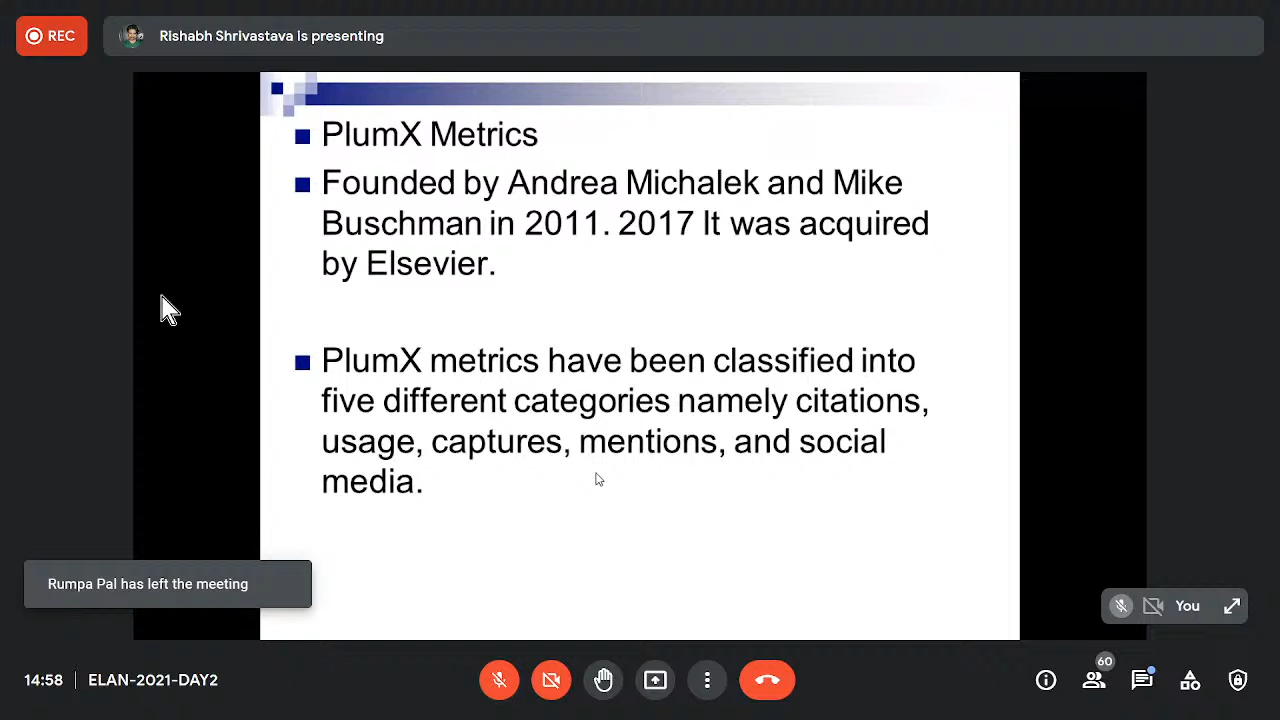 REC
Rishabh Shrivastava is presenting
PlumX Metrics
Founded by Andrea Michalek and Mike
Buschman in 2011. 2017 It was acquired
by Elsevier.
PlumX metrics have been classified into
five different categories namely citations,
usage, captures, mentions, and social
media.
Rumpa Pal has left the meeting
You
14:58 ELAN-2021-DAY2
60